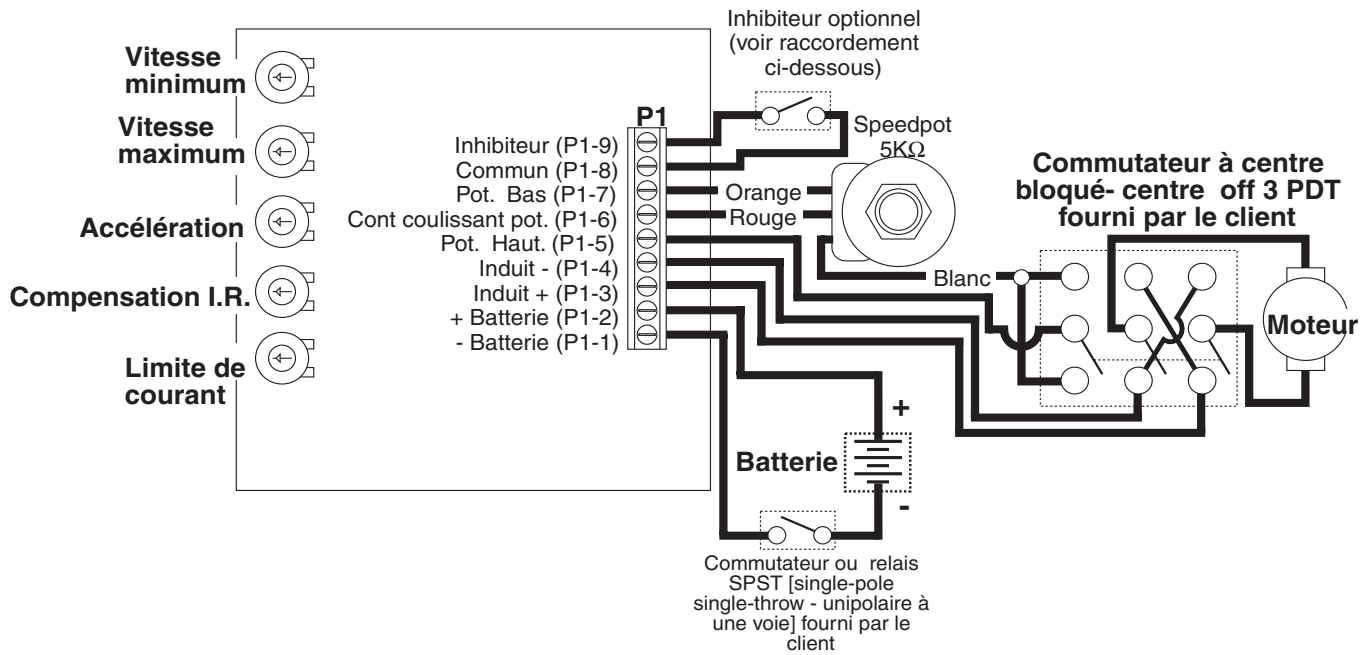 Inhibiteur optionnel
(voir raccordement
ci-dessous)
Vitesse
minimum
Vitesse
maximum
Accélération
Compensation I.R.
Limite de
courant
P1
Inhibiteur (P1-9)
Commun (P1-8)
Pot. Bas (P1-7)
Cont coulissant pot. (P1-6)
Pot. Haut. (P1-5)
Induit - (P1-4)
Induit + (P1-3)
+ Batterie (P1-2)
- Batterie (P1-1)
Speedpot
5KΩ
Orange
Rouge
Blanc
Commutateur à centre
bloqué- centre off 3 PDT
fourni par le client
Moteur
+
Batterie
-
Commutateur ou relais
SPST [single-pole
single-throw - unipolaire à
une voie] fourni par le
client